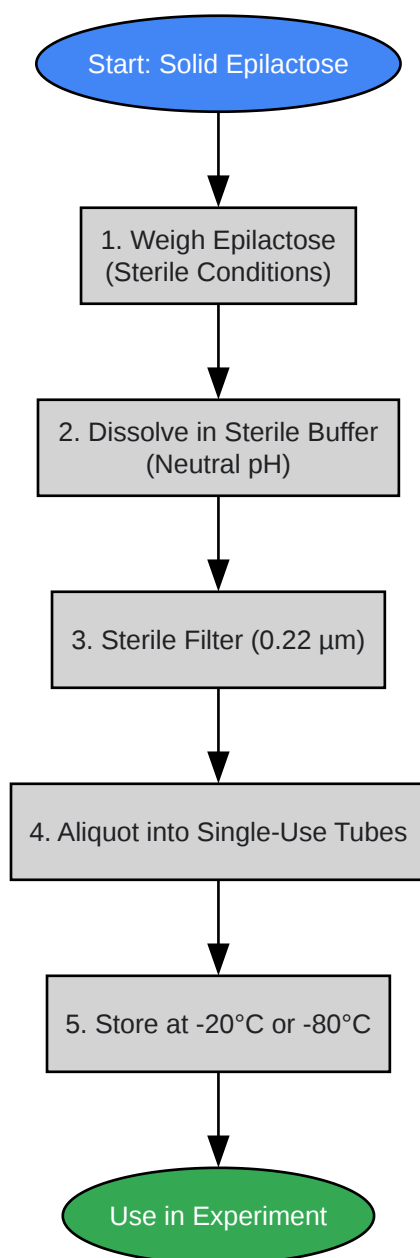 Start: Solid Epilactose
1. Weigh Epilactose
(Sterile Conditions)
2. Dissolve in Sterile Buffer
(Neutral pH)
3. Sterile Filter (0.22 µm)
4. Aliquot into Single-Use Tubes
5. Store at -20°C or -80°C
Use in Experiment